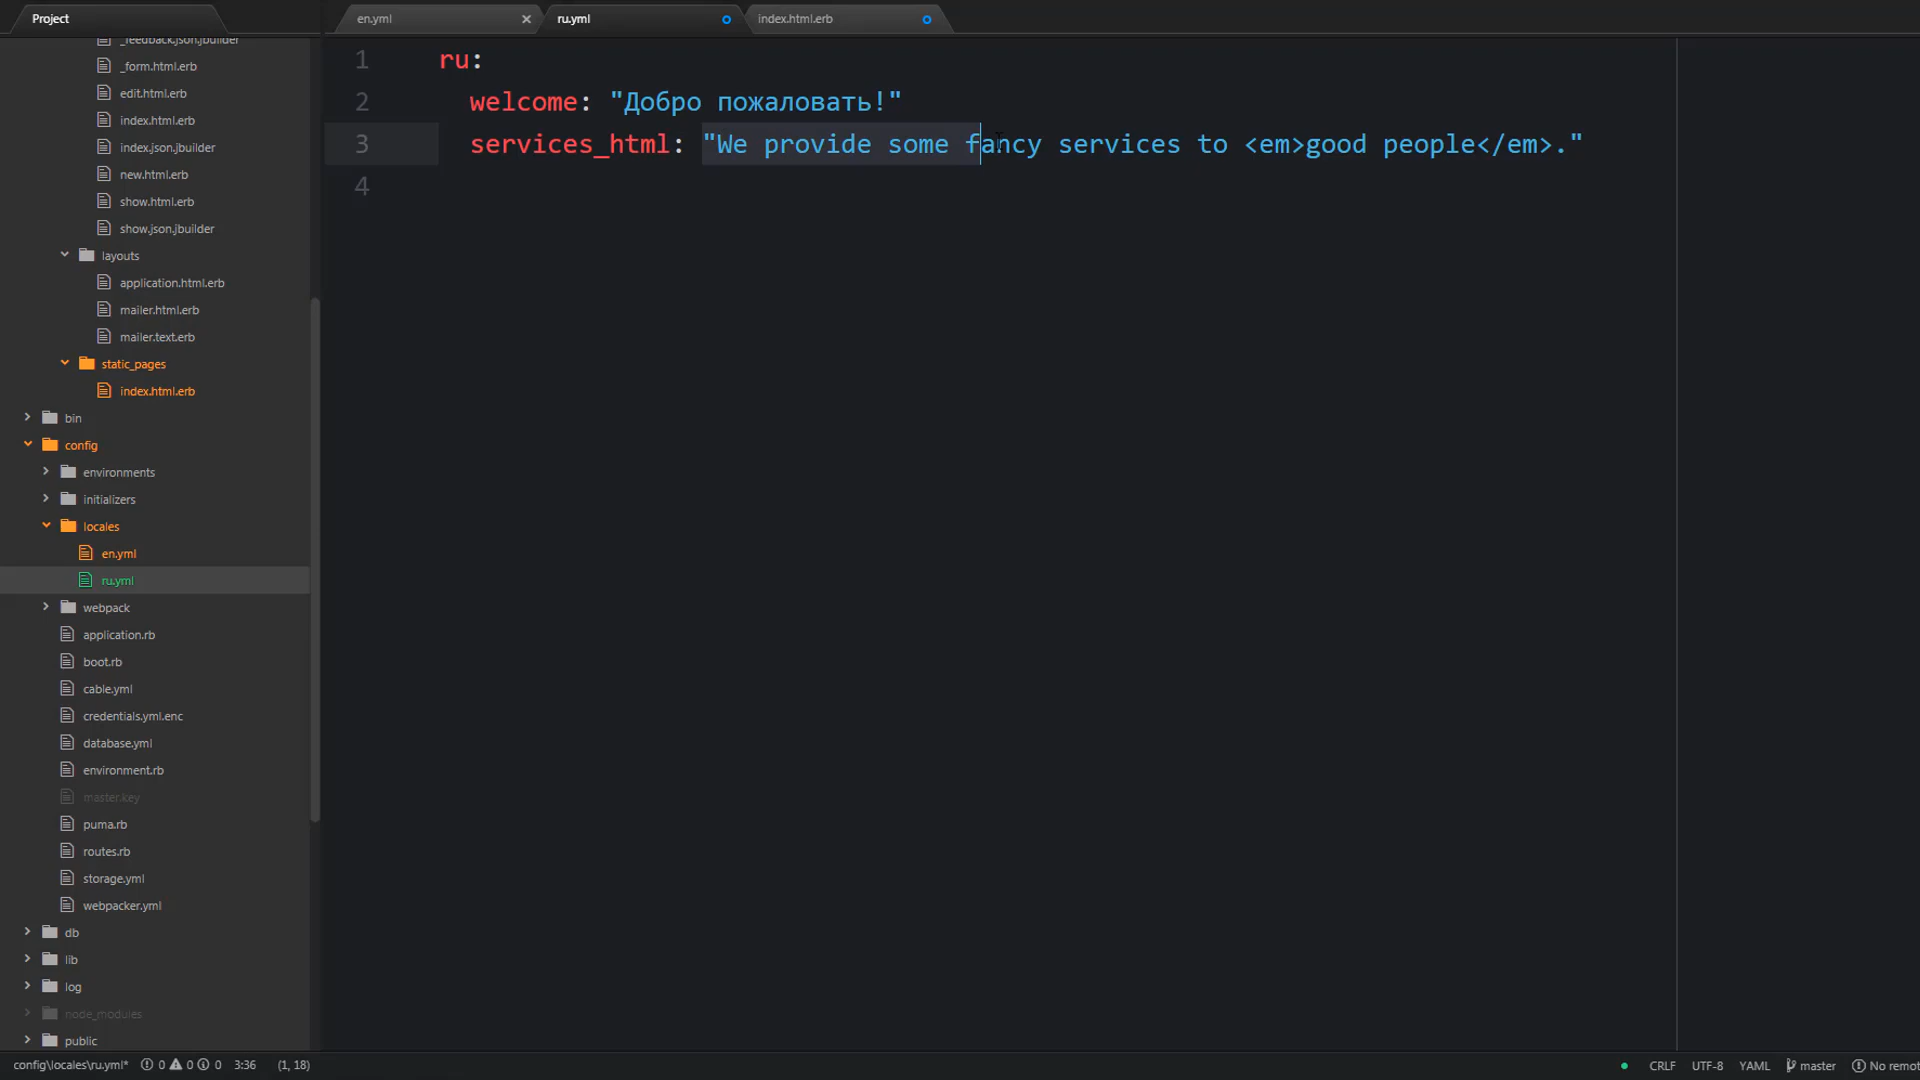 Project
en.yml
ru.yml
index.html.erb
_feedback.json.jbuilder
_form.html.erb
edit.html.erb
index.html.erb
index.json.jbuilder
new.html.erb
show.html.erb
show.json.jbuilder
layouts
application.html.erb
mailer.html.erb
mailer.text.erb
static_pages
index.html.erb
bin
config
environments
initializers
locales
en.yml
ru.yml
webpack
application.rb
boot.rb
cable.yml
credentials.yml.enc
database.yml
environment.rb
master.key
puma.rb
routes.rb
storage.yml
webpacker.yml
db
lib
log
node_modules
public
1 ru:
2 welcome: "Добро пожаловать!"
3 services_html: "We provide some fancy services to <em>good people</em>."
4
config\locales\ru.yml* 0 0 0 3:36 (1, 18)
CRLF UTF-8 YAML master No remot